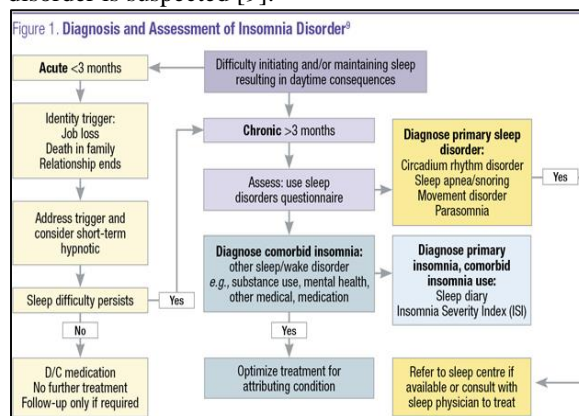 disorder is suspected [9].
Figure 1. Diagnosis and Assessment of Insomnia Disorder⁹
Acute <3 months
Difficulty initiating and/or maintaining sleep
resulting in daytime consequences
Identity trigger:
Job loss
Death in family
Relationship ends
Chronic >3 months
Diagnose primary sleep
disorder:
Circadium rhythm disorder
Sleep apnea/snoring
Movement disorder
Parasomnia
Yes
Assess: use sleep
disorders questionnaire
Address trigger and
consider short-term
hypnotic
Diagnose comorbid insomnia:
other sleep/wake disorder
e.g., substance use, mental health,
other medical, medication
Diagnose primary
insomnia, comorbid
insomnia use:
Sleep diary
Insomnia Severity Index (ISI)
Sleep difficulty persists
Yes
No
Yes
D/C medication
No further treatment
Follow-up only if required
Optimize treatment for
attributing condition
Refer to sleep centre if
available or consult with
sleep physician to treat